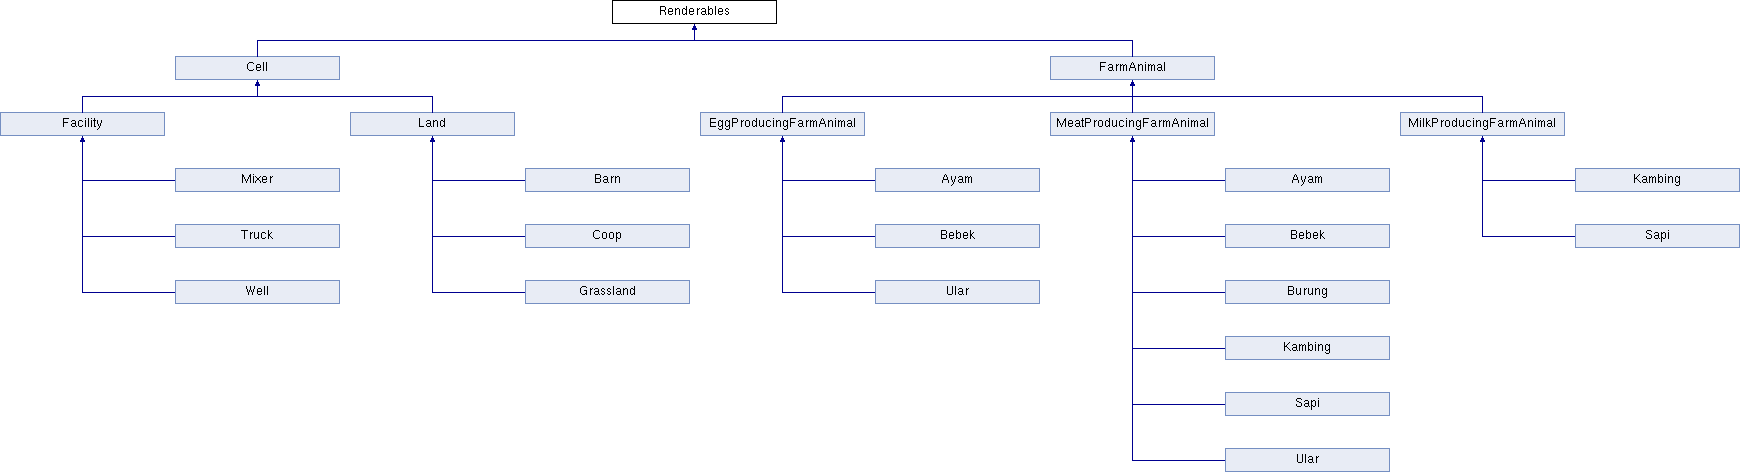 Renderables
Cell
FarmAnimal
Facility
Land
EggProducingFarmAnimal
MeatProducingFarmAnimal
MilkProducingFarmAnimal
Mixer
Barn
Ayam
Ayam
Kambing
Truck
Coop
Bebek
Bebek
Sapi
Well
Grassland
Ular
Burung
Kambing
Sapi
Ular